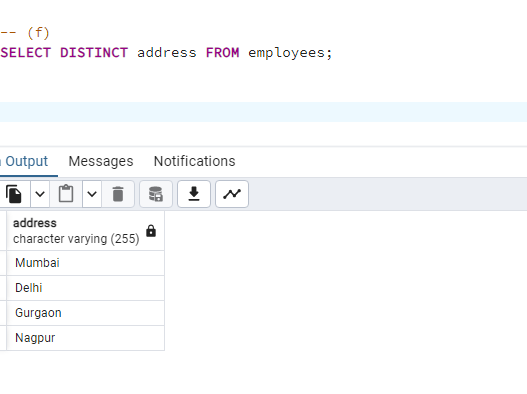 -- (f)
SELECT DISTINCT address FROM employees;
Output Messages Notifications
address
character varying (255)
Mumbai
Delhi
Gurgaon
Nagpur